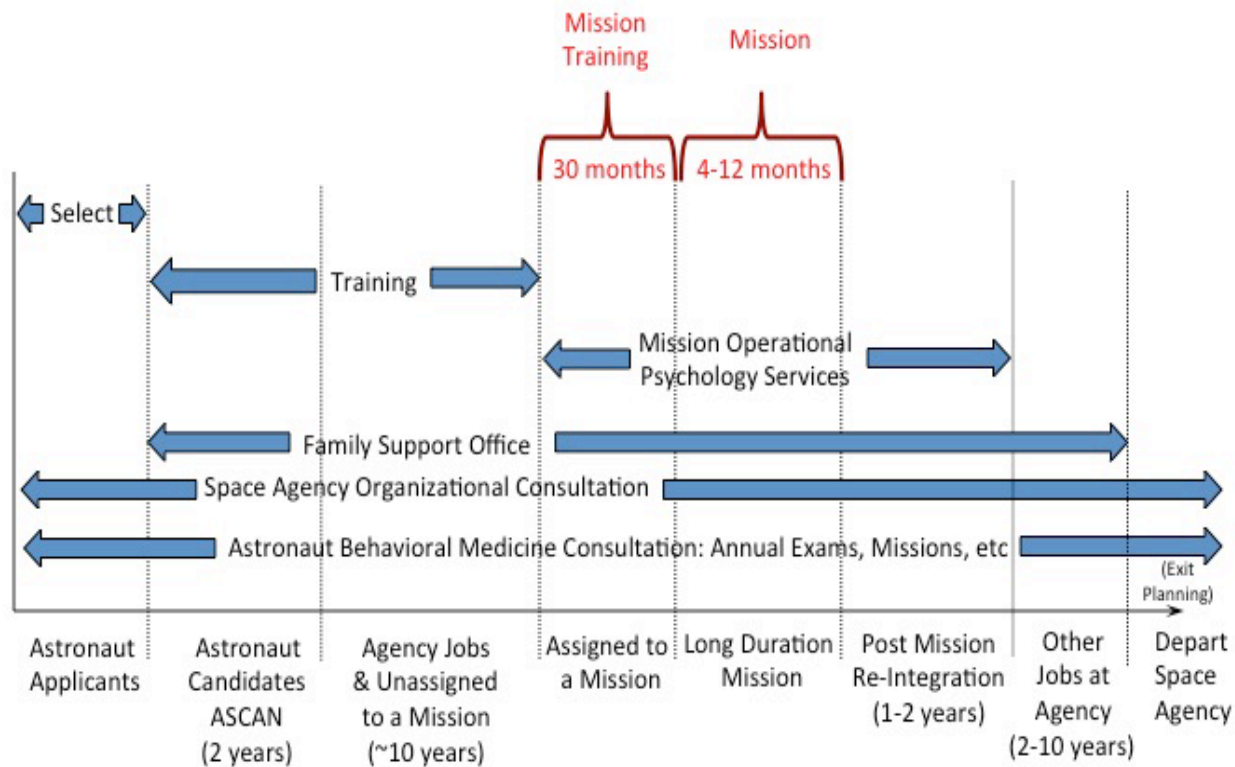 Mission
Training
Mission
30 months
4-12 months
Select
Training
Mission Operational
Psychology Services
Family Support Office
Space Agency Organizational Consultation
Astronaut Behavioral Medicine Consultation: Annual Exams, Missions, etc
(Exit
Planning)
Astronaut
Applicants
Astronaut
Candidates
ASCAN
(2 years)
Agency Jobs
& Unassigned
to a Mission
(~10 years)
Assigned to
a Mission
Long Duration
Mission
Post Mission
Re-Integration
(1-2 years)
Other
Jobs at
Agency
(2-10 years)
Depart
Space
Agency